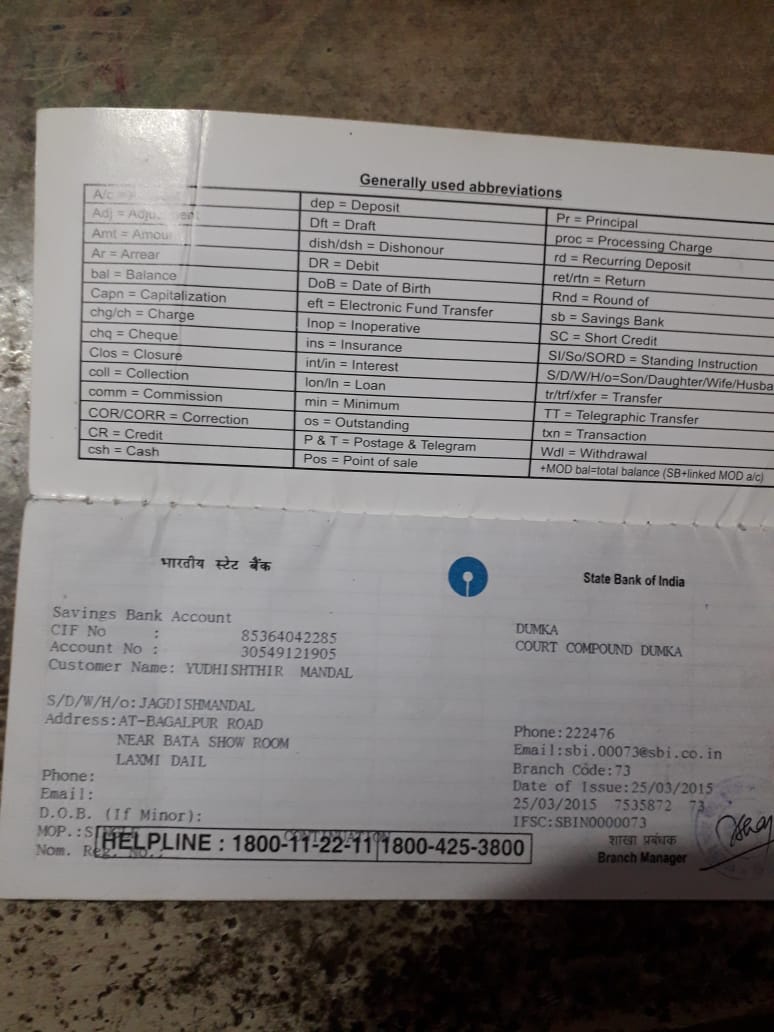 Generally used abbreviations
A/c =
Adj = Adju ent
Amt = Amou
Ar = Arrear
bal = Balance
Capn = Capitalization
chg/ch = Charge
chq = Cheque
Clos = Closure
coll = Collection
comm = Commission
COR/CORR = Correction
CR = Credit
csh = Cash
dep = Deposit
Dft = Draft
dish/dsh = Dishonour
DR = Debit
DoB = Date of Birth
eft = Electronic Fund Transfer
Inop = Inoperative
ins = Insurance
int/in = Interest
lon/ln = Loan
min = Minimum
os = Outstanding
P & T = Postage & Telegram
Pos = Point of sale
Pr = Principal
proc = Processing Charge
rd = Recurring Deposit
ret/rtn = Return
Rnd = Round of
sb = Savings Bank
SC = Short Credit
SI/So/SORD = Standing Instruction
S/D/W/H/o=Son/Daughter/Wife/Husba
tr/trf/xfer = Transfer
TT = Telegraphic Transfer
txn = Transaction
Wdl = Withdrawal
+MOD bal=total balance (SB+linked MOD a/c)
भारतीय स्टेट बैंक
State Bank of India
Savings Bank Account
CIF No : 85364042285
Account No : 30549121905
Customer Name: YUDHISHTHIR MANDAL
S/D/W/H/o:JAGDISHMANDAL
Address:AT-BAGALPUR ROAD
NEAR BATA SHOW ROOM
LAXMI DAIL
Phone:
Email:
D.O.B. (If Minor):
MOP.:SINGLE
Nom. Reg. No.:
CONTINUATION
HELPLINE : 1800-11-22-11 1800-425-3800
DUMKA
COURT COMPOUND DUMKA
Phone:222476
Email:sbi.00073@sbi.co.in
Branch Code:73
Date of Issue:25/03/2015
25/03/2015 7535872 73
IFSC:SBIN0000073
शाखा प्रबंधक
Branch Manager